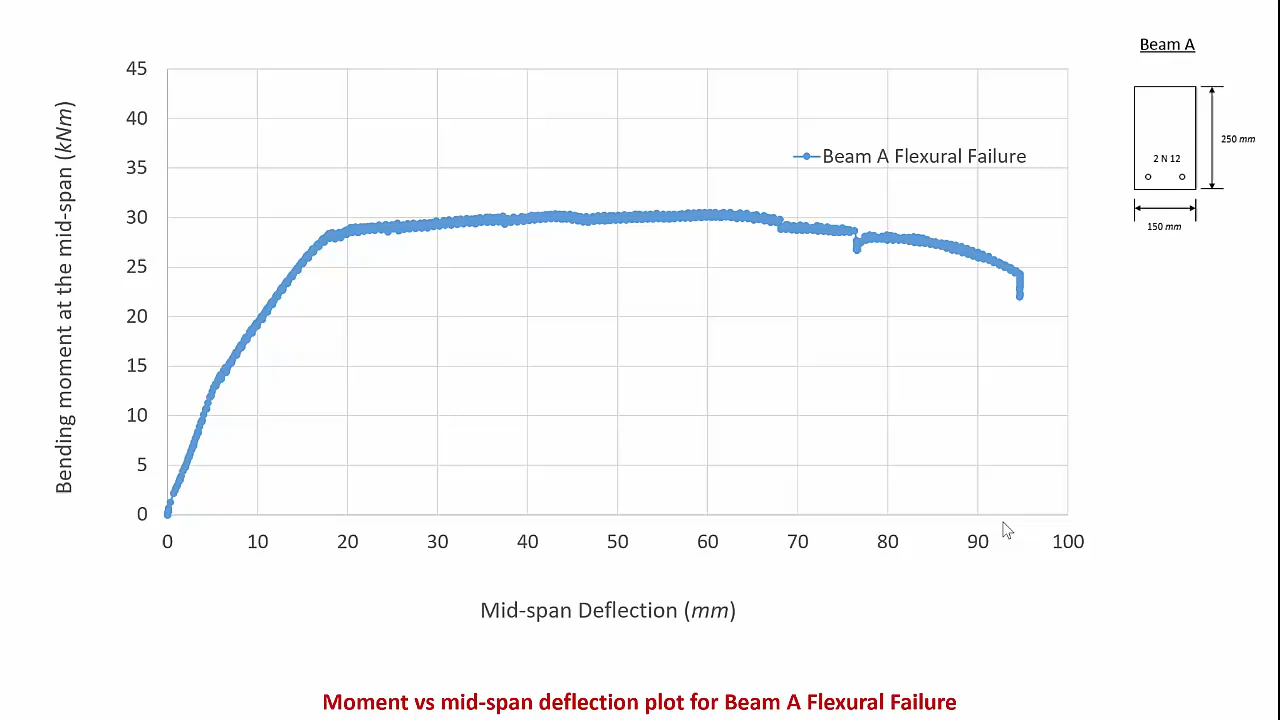 Beam A
250 mm
2 N 12
150 mm
Beam A Flexural Failure
Bending moment at the mid-span (kNm)
45
40
35
30
25
20
15
10
5
0
0 10 20 30 40 50 60 70 80 90 100
Mid-span Deflection (mm)
Moment vs mid-span deflection plot for Beam A Flexural Failure